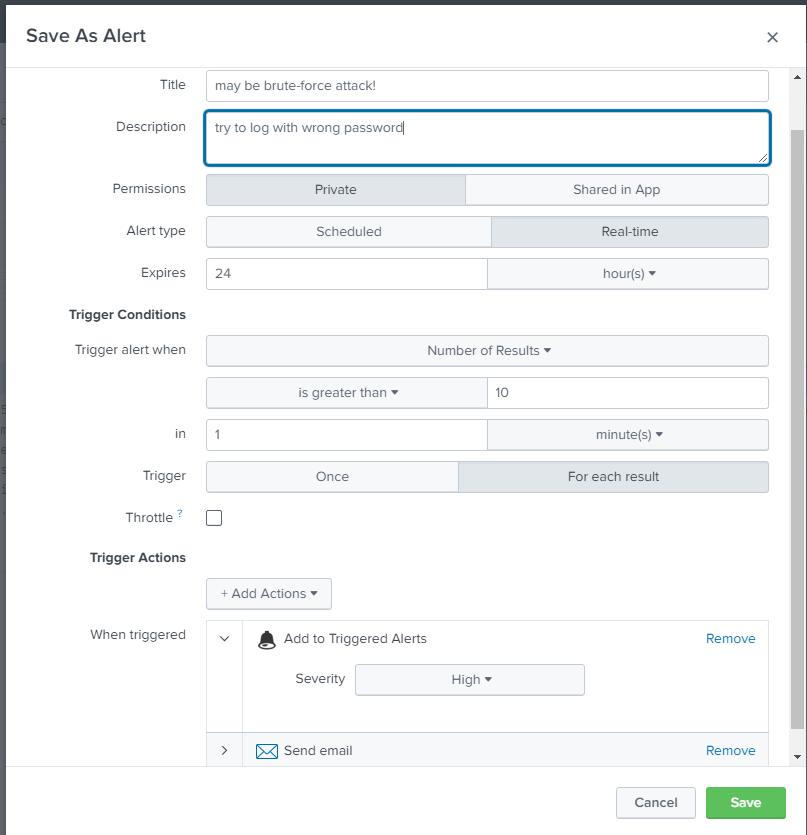 Save As Alert ×
Title may be brute-force attack!
Description try to log with wrong password
Permissions Private Shared in App
Alert type Scheduled Real-time
Expires 24 hour(s)
Trigger Conditions
Trigger alert when Number of Results
is greater than 10
in 1 minute(s)
Trigger Once For each result
Throttle ?
Trigger Actions
+ Add Actions
When triggered Add to Triggered Alerts Remove
Severity High
Send email Remove
Cancel Save